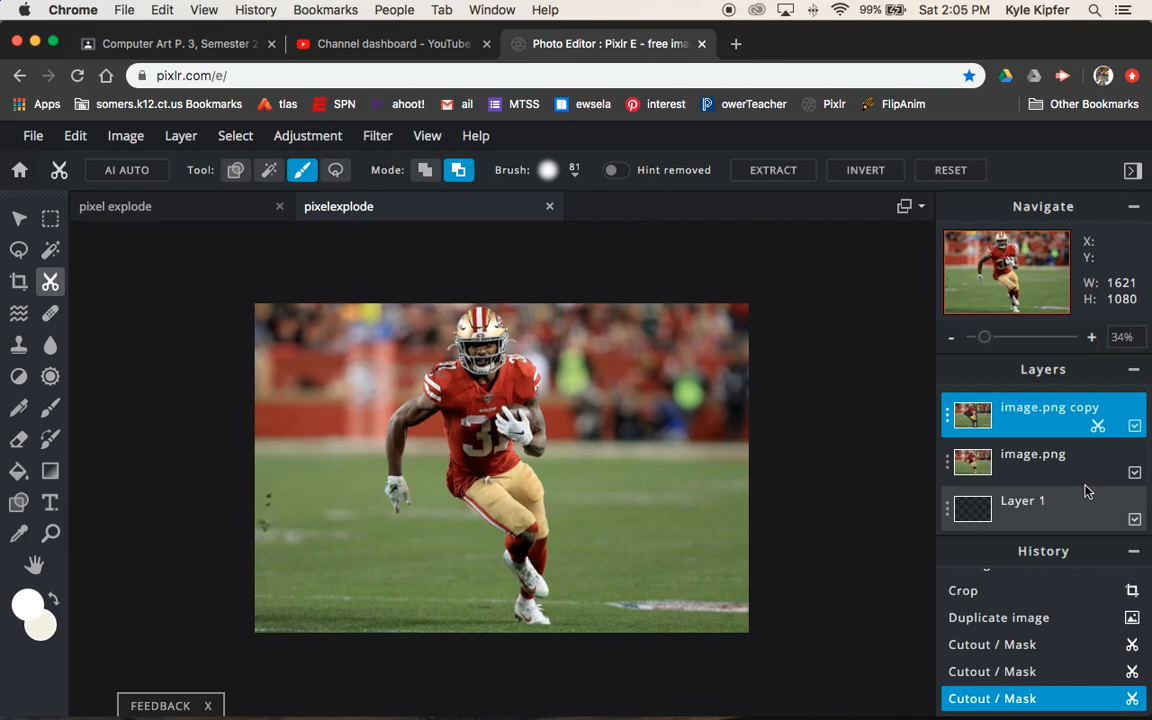 Chrome File Edit View History Bookmarks People Tab Window Help 99% Sat 2:05 PM Kyle Kipfer
Computer Art P. 3, Semester 2 Channel dashboard - YouTube Photo Editor : Pixlr E - free ima
pixlr.com/e/
Apps somers.k12.ct.us Bookmarks tlas SPN ahoot! ail MTSS ewsela interest owerTeacher Pixlr FlipAnim Other Bookmarks
File Edit Image Layer Select Adjustment Filter View Help
AI AUTO Tool: Mode: Brush: 81 Hint removed EXTRACT INVERT RESET
pixel explode pixelexplode Navigate
X:
Y:
W: 1621
H: 1080
- + 34%
Layers
image.png copy
image.png
Layer 1
History
Crop
Duplicate image
Cutout / Mask
Cutout / Mask
Cutout / Mask
31
FEEDBACK X